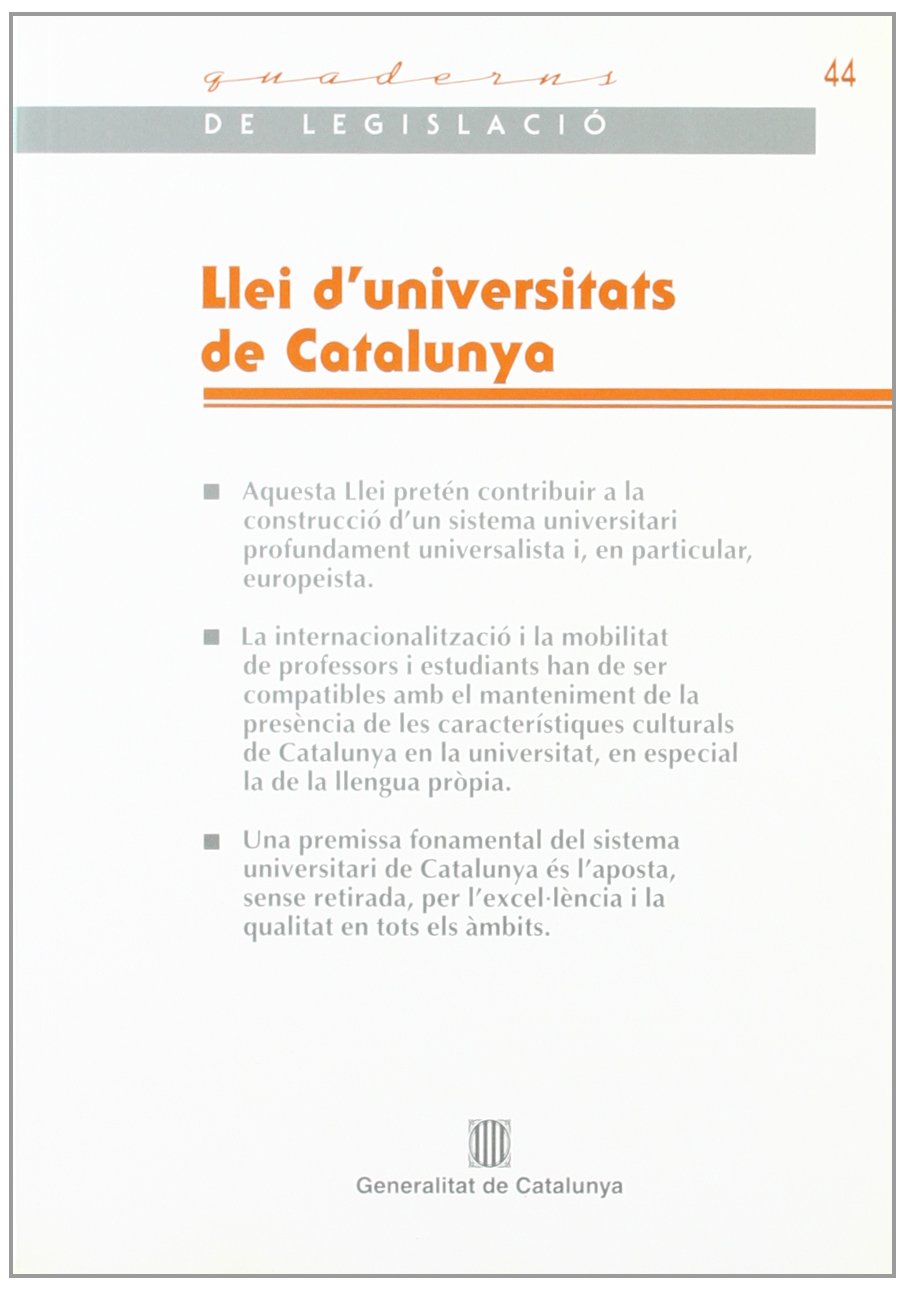 quaderns
44
DE LEGISLACIÓ
Llei d'universitats
de Catalunya
Aquesta Llei pretén contribuir a la
construcció d'un sistema universitari
profundament universalista i, en particular,
europeista.
La internacionalització i la mobilitat
de professors i estudiants han de ser
compatibles amb el manteniment de la
presència de les característiques culturals
de Catalunya en la universitat, en especial
la de la llengua pròpia.
Una premissa fonamental del sistema
universitari de Catalunya és l'aposta,
sense retirada, per l'excel·lència i la
qualitat en tots els àmbits.
Generalitat de Catalunya